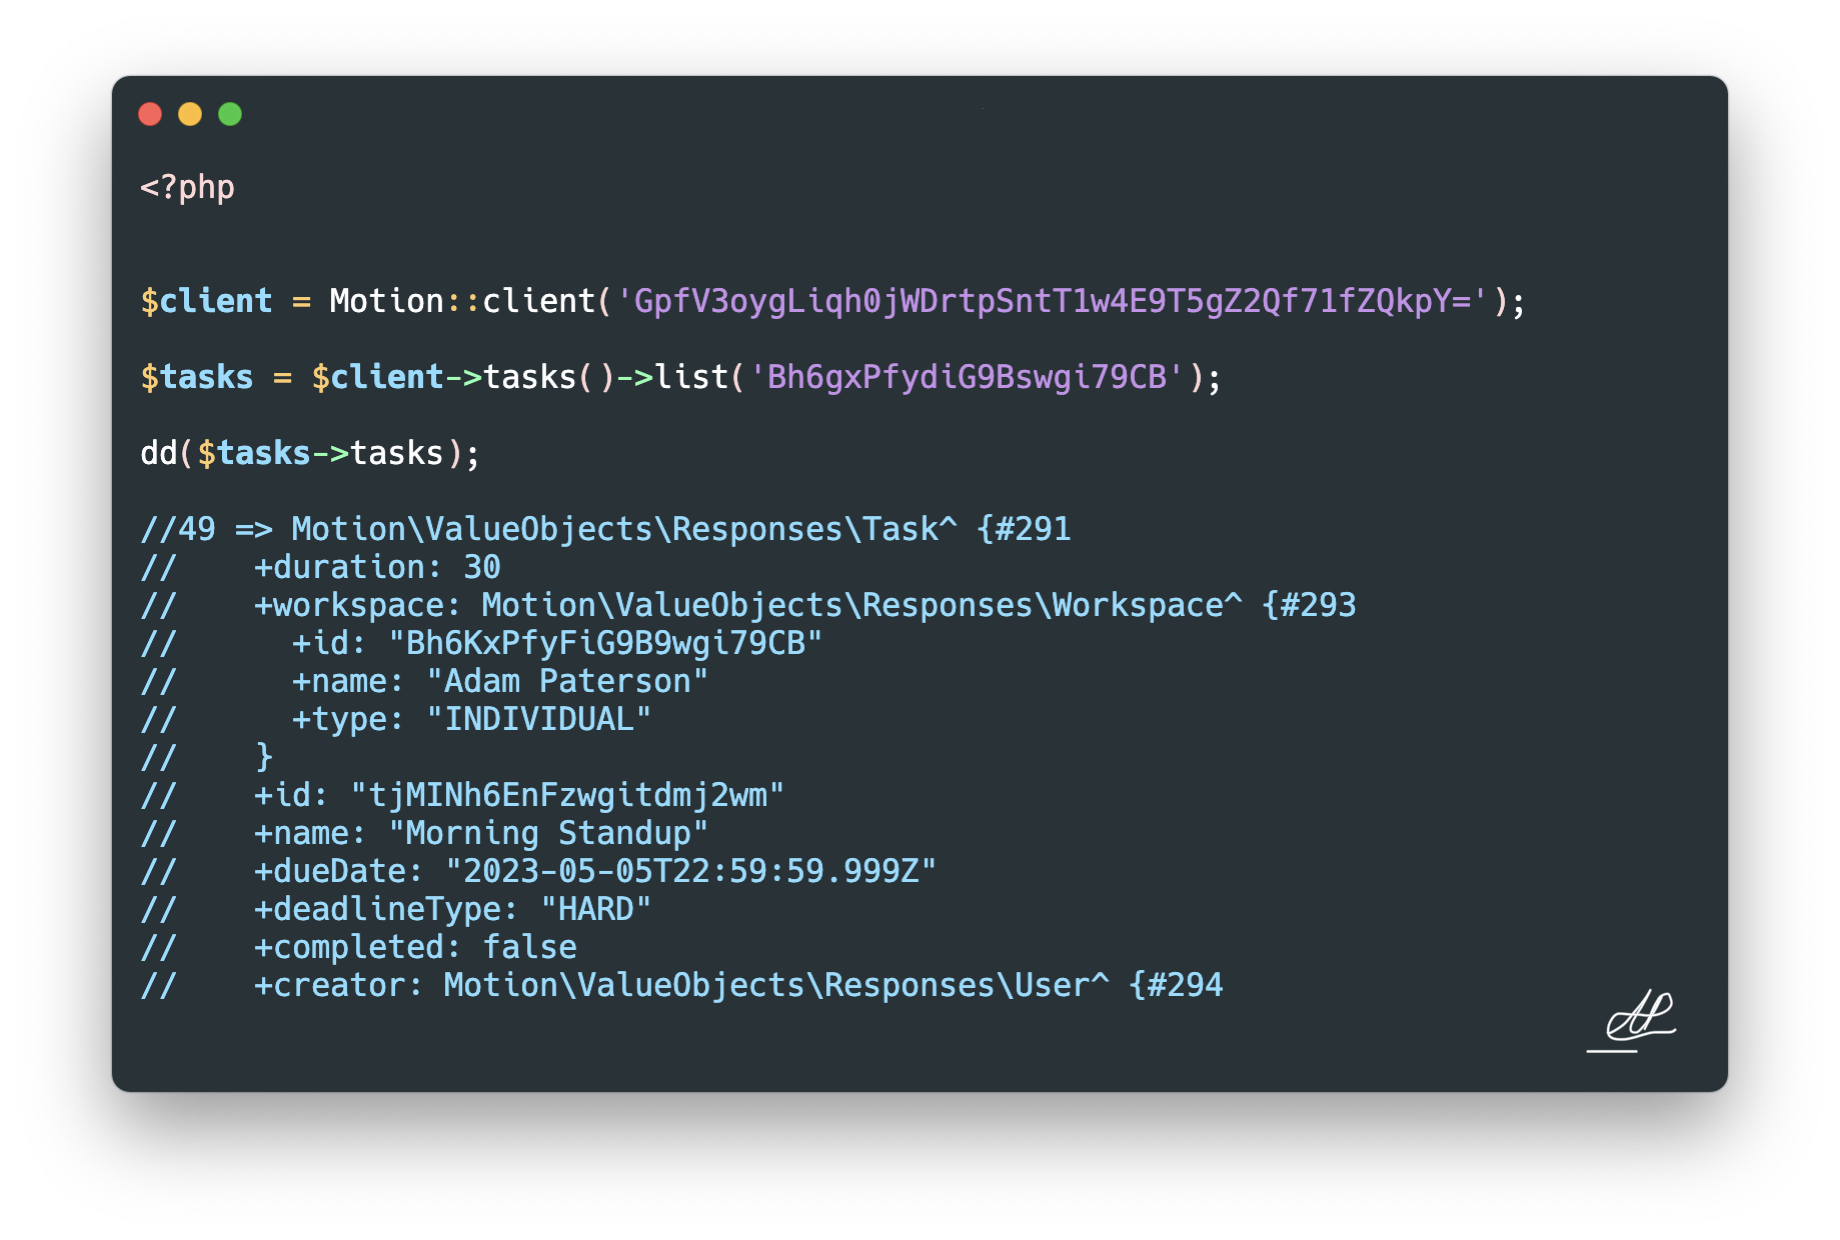 <?php
$client = Motion::client('GpfV3oygLiqh0jWDrtpSntT1w4E9T5gZ2Qf71fZQkpY=');
$tasks = $client->tasks()->list('Bh6gxPfydiG9Bswgi79CB');
dd($tasks->tasks);
//49 => Motion\ValueObjects\Responses\Task^ {#291
//    +duration: 30
//    +workspace: Motion\ValueObjects\Responses\Workspace^ {#293
//      +id: "Bh6KxPfyFiG9B9wgi79CB"
//      +name: "Adam Paterson"
//      +type: "INDIVIDUAL"
//    }
//    +id: "tjMINh6EnFzwgitdmj2wm"
//    +name: "Morning Standup"
//    +dueDate: "2023-05-05T22:59:59.999Z"
//    +deadlineType: "HARD"
//    +completed: false
//    +creator: Motion\ValueObjects\Responses\User^ {#294
AP